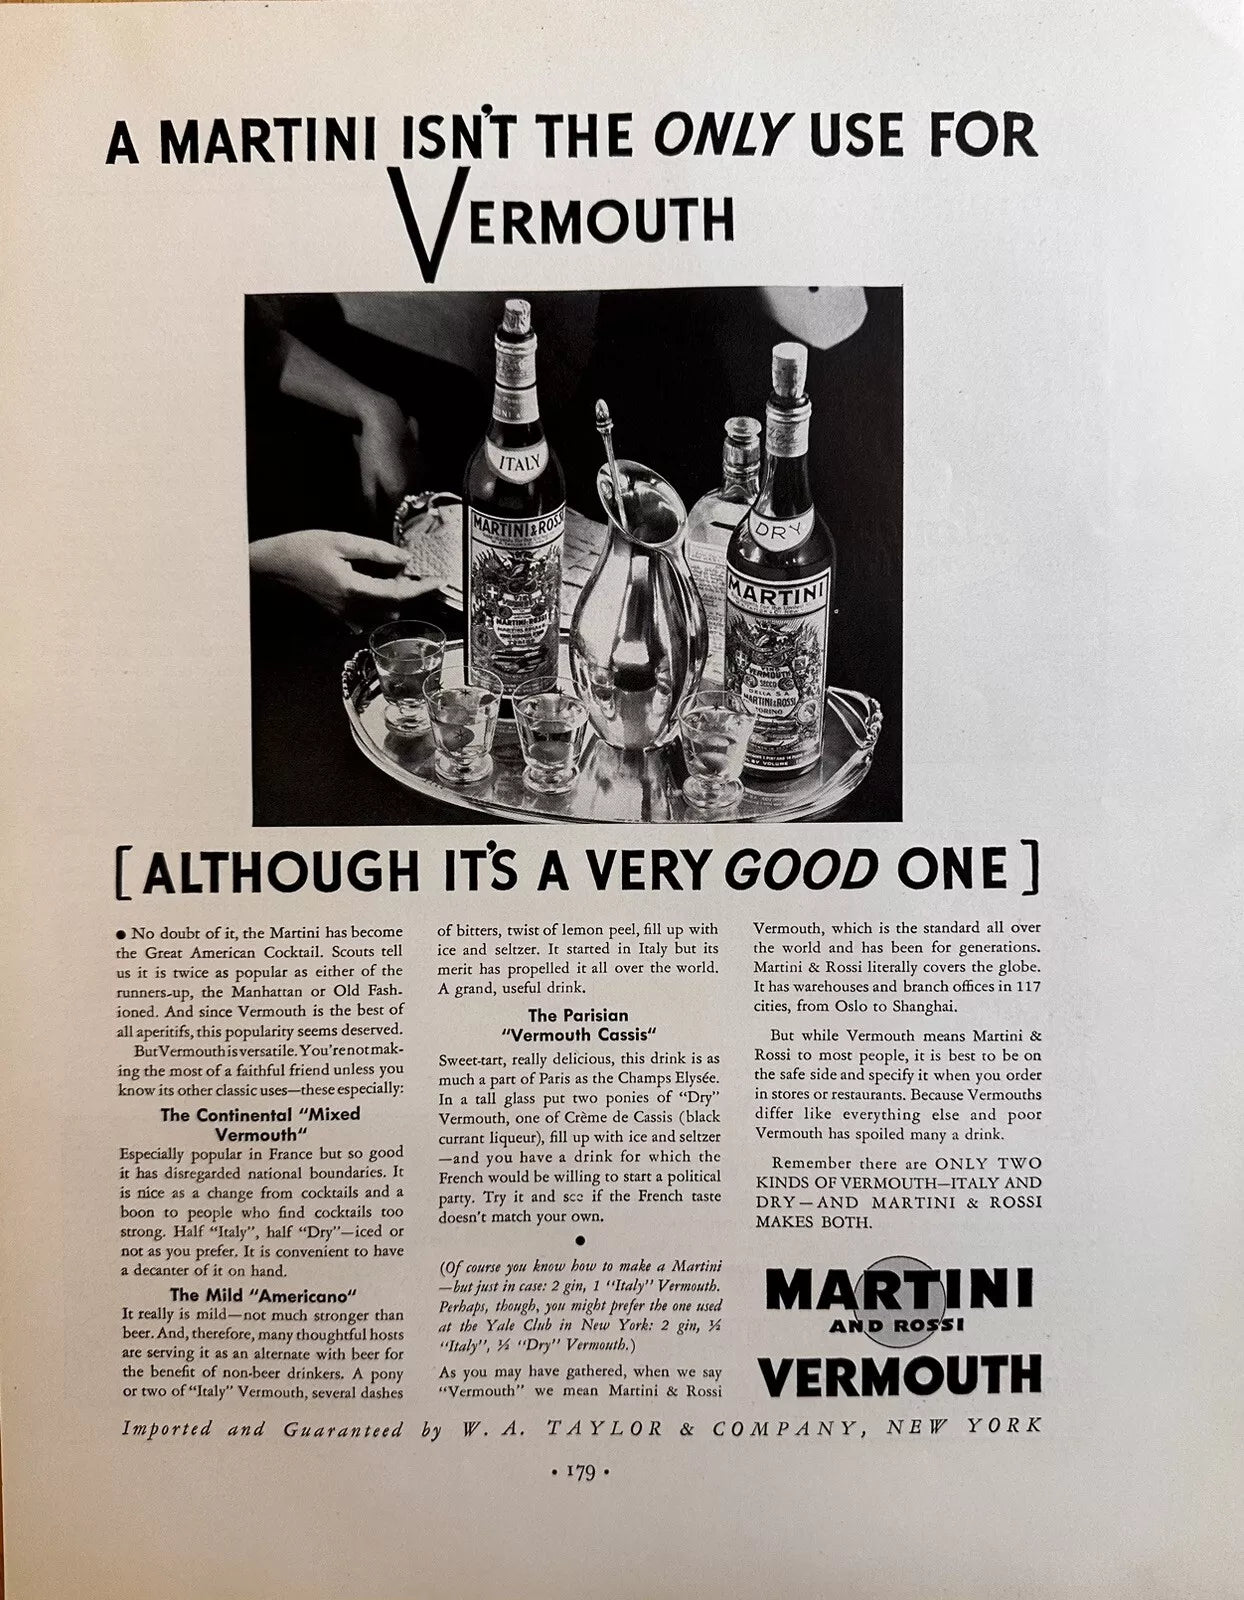 A MARTINI ISN'T THE ONLY USE FOR
VERMOUTH
ITALY
MARTINI & ROSSI
MARTINI-ROSSI
DRY
MARTINI
VERMOUTH
SECCO
DELLA S.A.
MARTINI & ROSSI
TORINO
[ALTHOUGH IT'S A VERY GOOD ONE]
• No doubt of it, the Martini has become
the Great American Cocktail. Scouts tell
us it is twice as popular as either of the
runners-up, the Manhattan or Old Fash-
ioned. And since Vermouth is the best of
all aperitifs, this popularity seems deserved.
But Vermouth is versatile. You're not mak-
ing the most of a faithful friend unless you
know its other classic uses—these especially:
The Continental "Mixed
Vermouth"
Especially popular in France but so good
it has disregarded national boundaries. It
is nice as a change from cocktails and a
boon to people who find cocktails too
strong. Half "Italy", half "Dry"—iced or
not as you prefer. It is convenient to have
a decanter of it on hand.
The Mild "Americano"
It really is mild—not much stronger than
beer. And, therefore, many thoughtful hosts
are serving it as an alternate with beer for
the benefit of non-beer drinkers. A pony
or two of "Italy" Vermouth, several dashes
of bitters, twist of lemon peel, fill up with
ice and seltzer. It started in Italy but its
merit has propelled it all over the world.
A grand, useful drink.
The Parisian
"Vermouth Cassis"
Sweet-tart, really delicious, this drink is as
much a part of Paris as the Champs Elysée.
In a tall glass put two ponies of "Dry"
Vermouth, one of Crème de Cassis (black
currant liqueur), fill up with ice and seltzer
—and you have a drink for which the
French would be willing to start a political
party. Try it and see if the French taste
doesn't match your own.
•
(Of course you know how to make a Martini
—but just in case: 2 gin, 1 "Italy" Vermouth.
Perhaps, though, you might prefer the one used
at the Yale Club in New York: 2 gin, ½
"Italy", ½ "Dry" Vermouth.)
As you may have gathered, when we say
"Vermouth" we mean Martini & Rossi
Vermouth, which is the standard all over
the world and has been for generations.
Martini & Rossi literally covers the globe.
It has warehouses and branch offices in 117
cities, from Oslo to Shanghai.
But while Vermouth means Martini &
Rossi to most people, it is best to be on
the safe side and specify it when you order
in stores or restaurants. Because Vermouths
differ like everything else and poor
Vermouth has spoiled many a drink.
Remember there are ONLY TWO
KINDS OF VERMOUTH—ITALY AND
DRY—AND MARTINI & ROSSI
MAKES BOTH.
MARTINI
AND ROSSI
VERMOUTH
Imported and Guaranteed by W. A. TAYLOR & COMPANY, NEW YORK
• 179 •